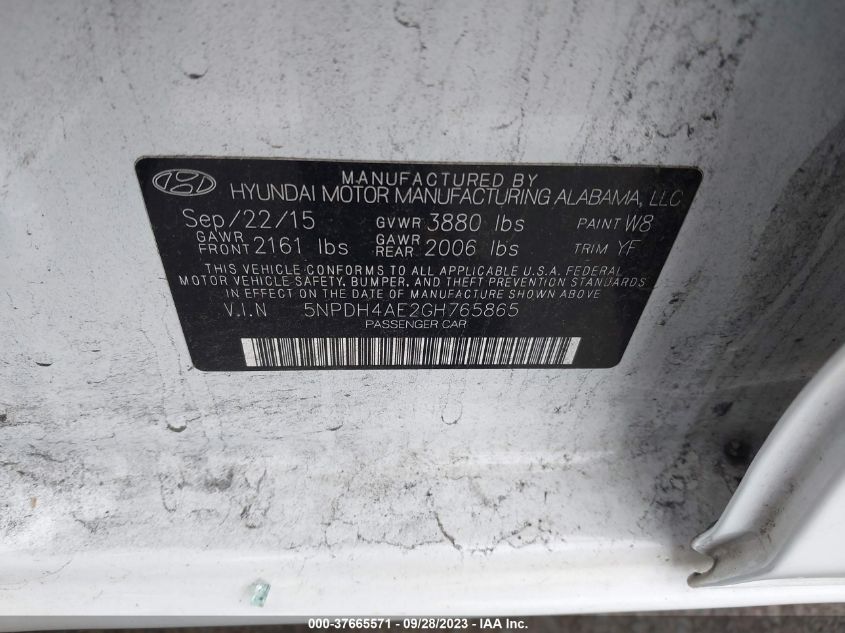 MANUFACTURED BY
HYUNDAI MOTOR MANUFACTURING ALABAMA, LLC
Sep/22/15 GVWR 3880 lbs PAINT W8
GAWR FRONT 2161 lbs GAWR REAR 2006 lbs TRIM YF
THIS VEHICLE CONFORMS TO ALL APPLICABLE U.S.A. FEDERAL
MOTOR VEHICLE SAFETY, BUMPER, AND THEFT PREVENTION STANDARDS
IN EFFECT ON THE DATE OF MANUFACTURE SHOWN ABOVE.
V.I.N 5NPDH4AE2GH765865
PASSENGER CAR
000-37665571 - 09/28/2023 - IAA Inc.